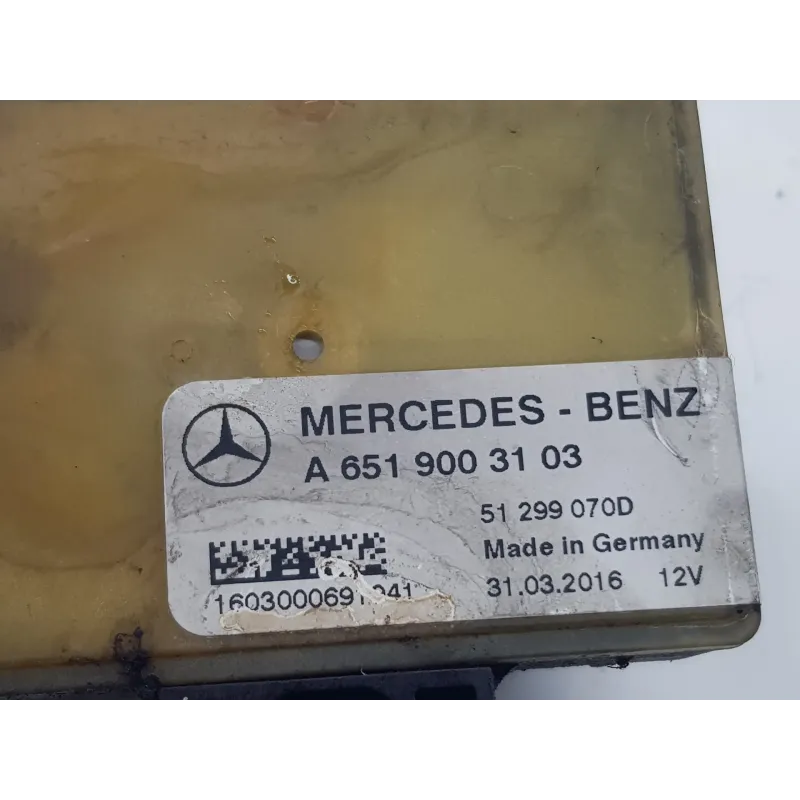 MERCEDES - BENZ
A 651 900 31 03
51 299 070D
Made in Germany
31.03.2016 12V